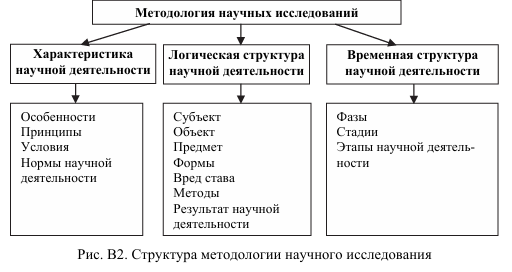 Методология научных исследований
Характеристика
научной деятельности
Логическая структура
научной деятельности
Временная структура
научной деятельности
Особенности
Принципы
Условия
Нормы научной
деятельности
Субъект
Объект
Предмет
Формы
Вред става
Методы
Результат научной
деятельности
Фазы
Стадии
Этапы научной деятель-
ности
Рис. В2. Структура методологии научного исследования